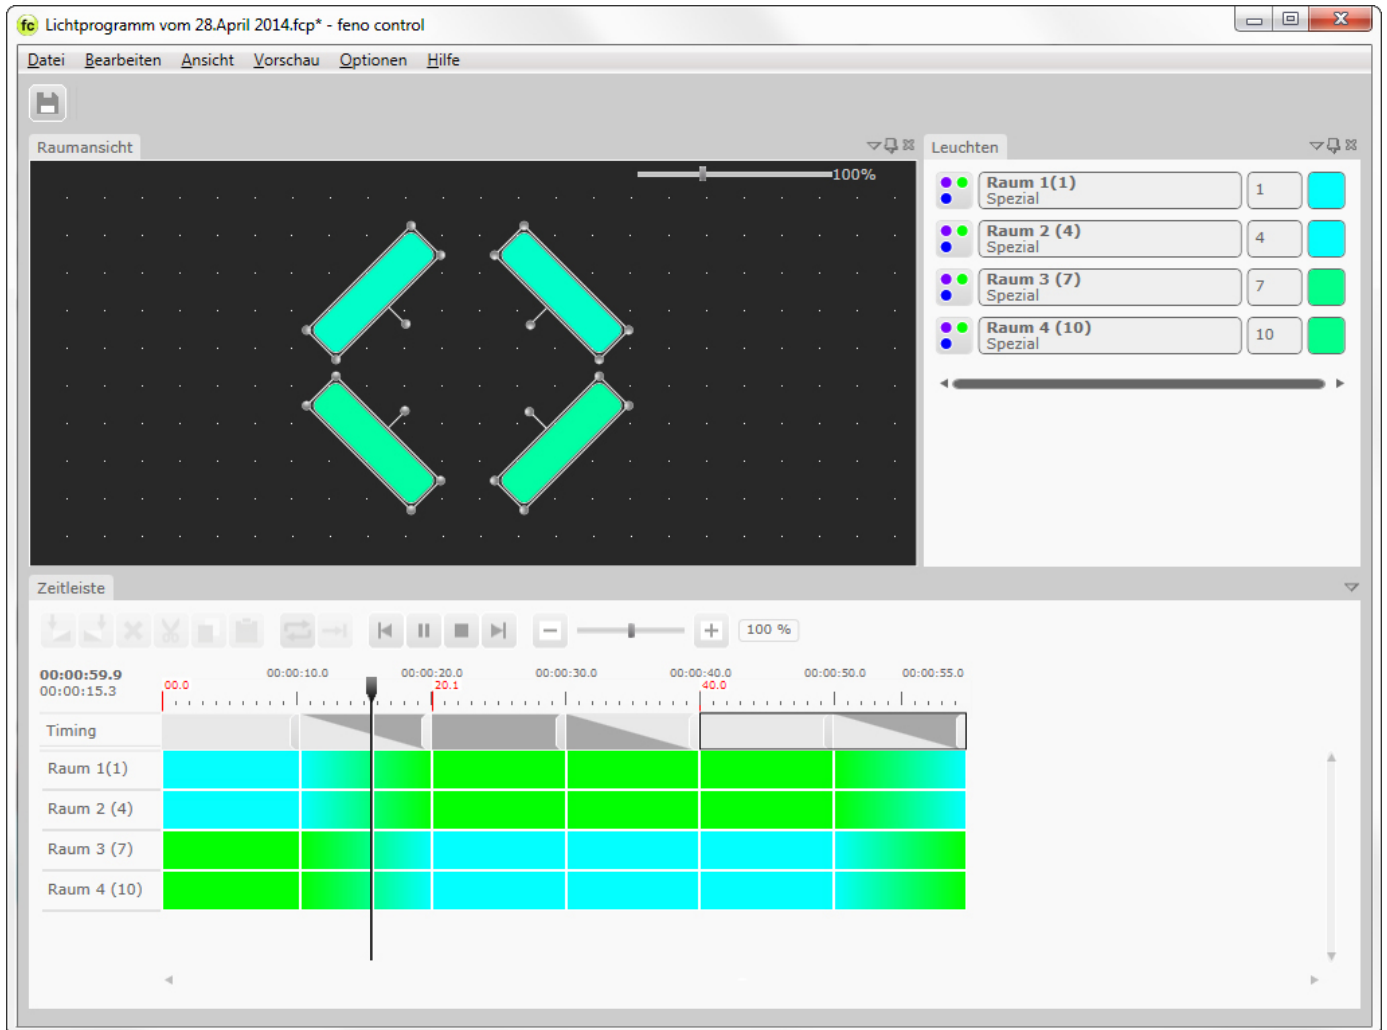 fc Lichtprogramm vom 28.April 2014.fcp* - feno control
Datei Bearbeiten Ansicht Vorschau Optionen Hilfe
Raumansicht
100%
Leuchten
Raum 1(1)
Spezial
1
Raum 2 (4)
Spezial
4
Raum 3 (7)
Spezial
7
Raum 4 (10)
Spezial
10
Zeitleiste
100 %
00:00:59.9
00:00:15.3
00:00:10.0 00:00:20.0 00:00:30.0 00:00:40.0 00:00:50.0 00:00:55.0
00.0 20.1 40.0
Timing
Raum 1(1)
Raum 2 (4)
Raum 3 (7)
Raum 4 (10)